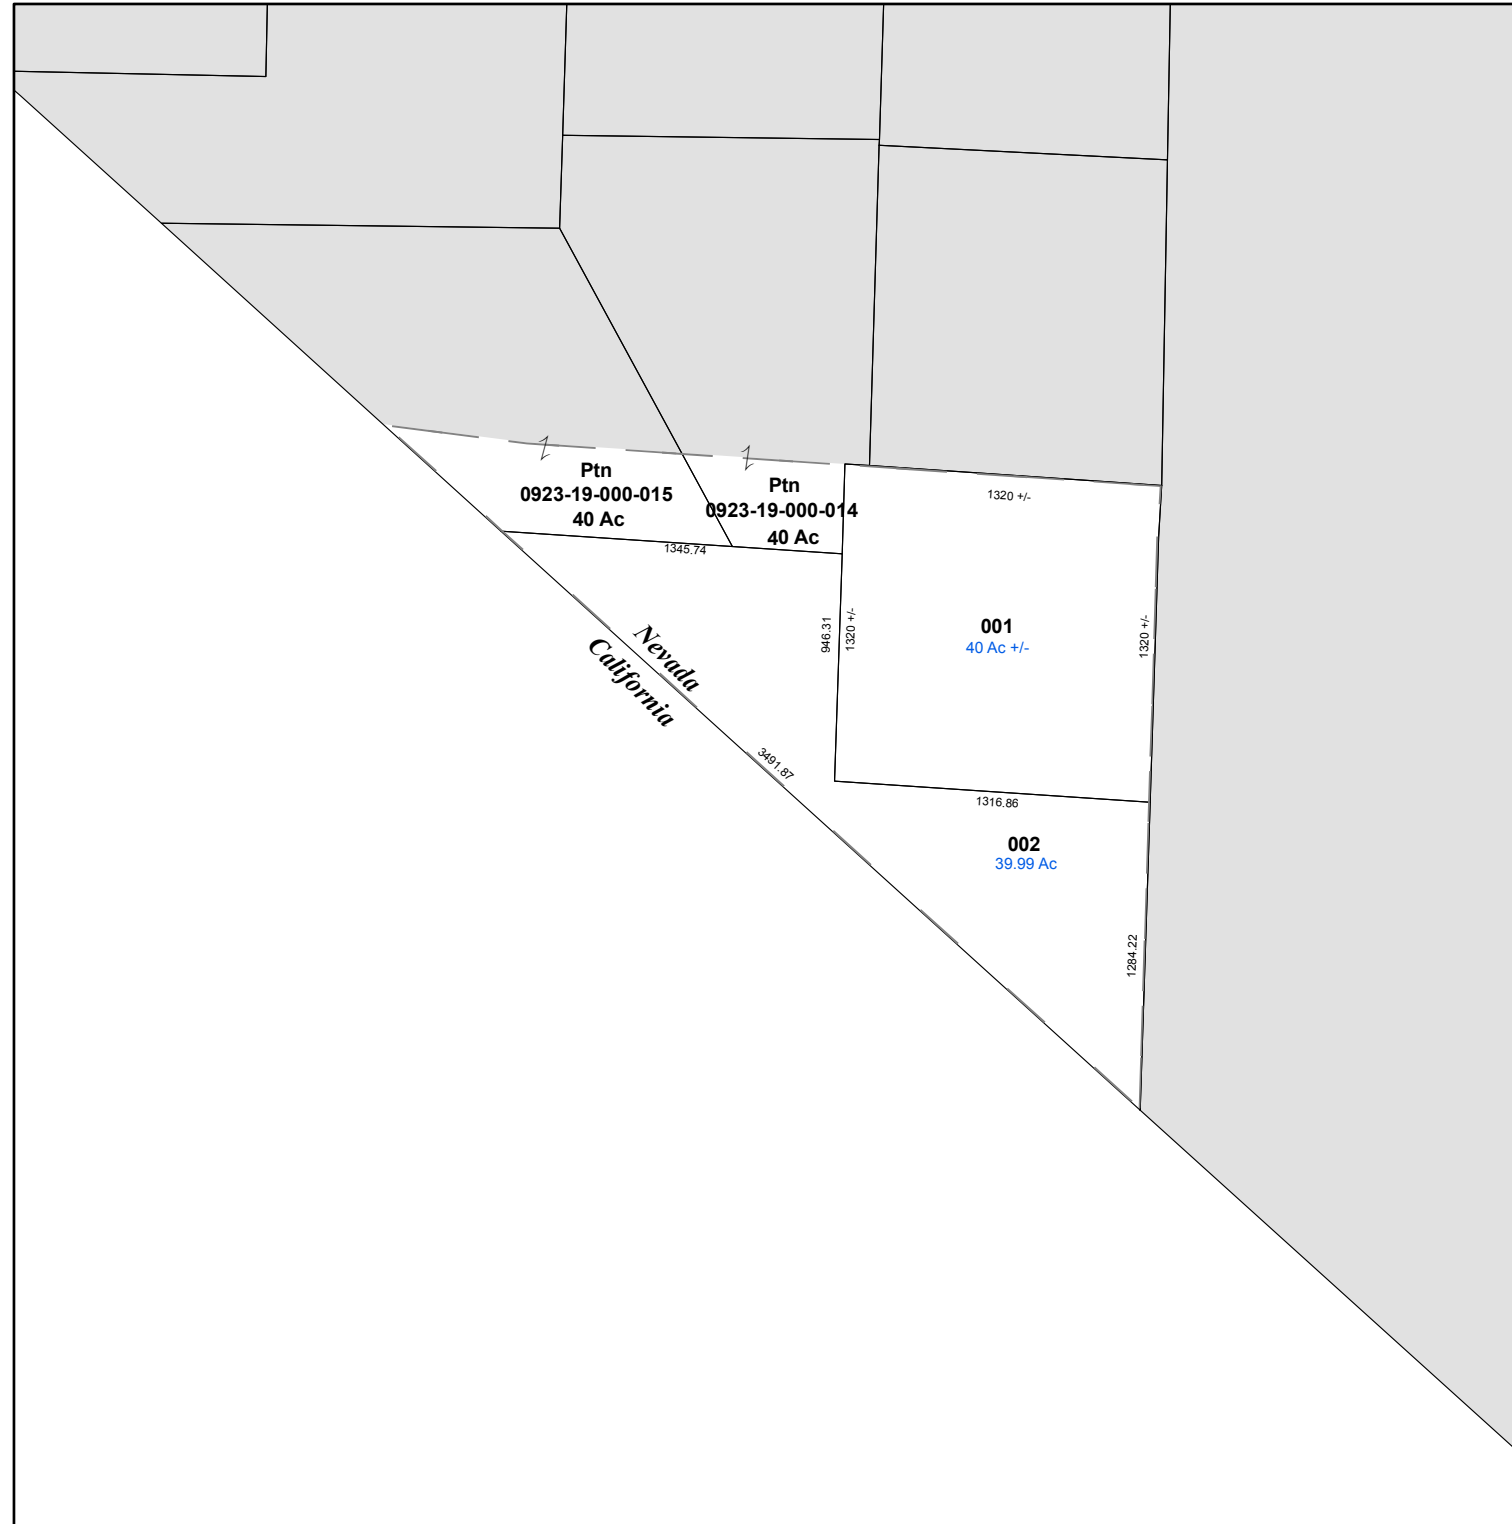 Ptn
0923-19-000-015
40 Ac
Ptn
0923-19-000-014
40 Ac
1320 +/-
1345.74
946.31
1320 +/-
001
40 Ac +/-
1320 +/-
Nevada
California
3491.87
1316.86
002
39.99 Ac
1284.22